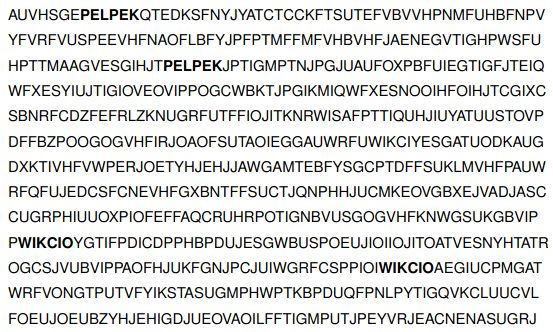 AUVHSGEPELPEKQTEDKSFNYJYATCTCCKFTSUTEFVBVVHPNMFUHBFNPV
YFVRFVUSPEEVHFNAOFLBFYJPFPTMFFMFVHBVHFJAENEGVTIGHPWSFU
HPTTMAAGVESGIHJTPELPEKJPTIGMPTNJPGJUAUFOXPBFUIEGTIGFJTEIQ
WFXESYIUJTIGIOVEOVIPPOGCWBKTJPGIKMIQWFXESNOOIHFOIHJTCGIXC
SBNRFCDZFEFRLZKNUGRFUTFFIOJITKNRWISAFPTTIQUHJIUYATUUSTOVP
DFFBZPOOGOGVHFIRJOAOFSUTAOIEGGAUWRFUWIKCIYESGATUODKAUG
DXKTIVHFVWPERJOETYHJEHJJAWGAMTEBFYSGCPTDFFSUKLMVHFPAUW
RFQFUJEDCSFCNEVHFGXBNTFFSUCTJQNPHHJUCMKEOVGBXEJVADJASC
CUGRPHIUUOXPIOFEFFAQCRUHRPOTIGNBVUSGOGVHFKNWGSUKGBVIP
PWIKCIOYGTIFPDICDPPHBPDUJESGWBUSPOEUJIOIIOJITOATVESNYHTATR
OGCSJVUBVIPPAOFHJUKFGNJPCJUIWGRFCSPPIOIWIKCIOAEGIUCPMGAT
WRFVONGTPUTVFYIKSTASUGMPHWPTKBPDUQFPNLPYTIGQVKCLUUCVL
FOEUJOEUBZYHJEHIGDJUEOVAOILFFTIGMPUTJPEYVRJEACNENASUGRJ